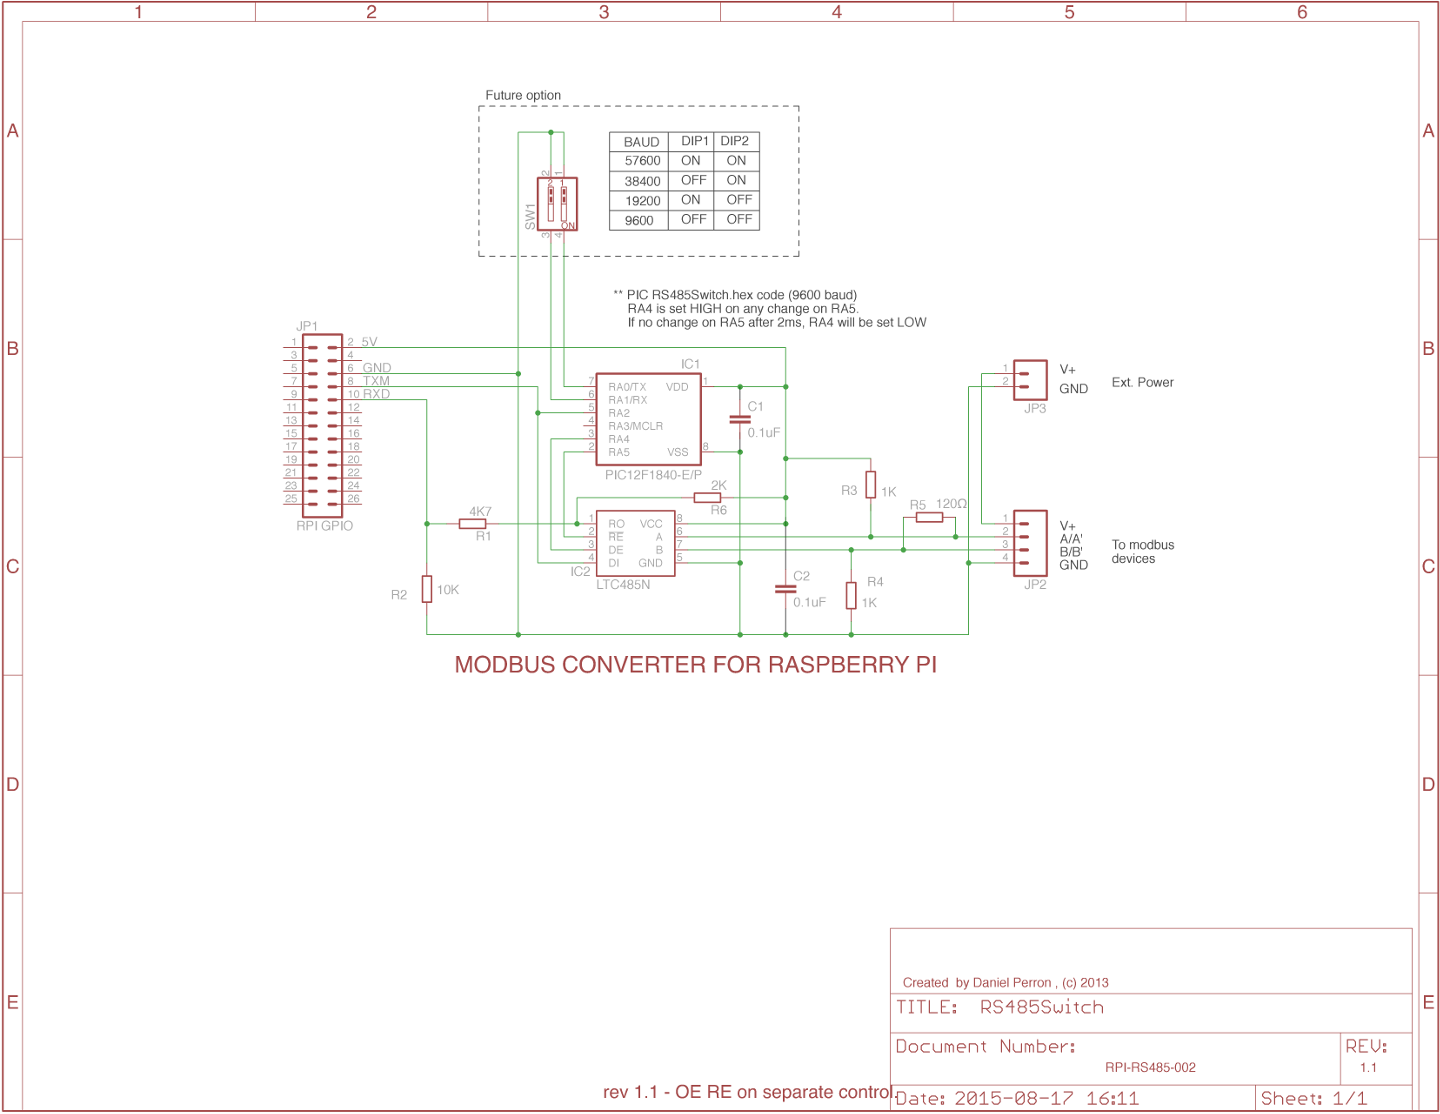 1 2 3 4 5 6
A A
B B
C C
D D
E E
Future option
BAUD DIP1 DIP2
57600 ON ON
38400 OFF ON
19200 ON OFF
9600 OFF OFF
SW1
2 1
2 1
ON
3 4
** PIC RS485Switch.hex code (9600 baud)
RA4 is set HIGH on any change on RA5.
If no change on RA5 after 2ms, RA4 will be set LOW
JP1
1 2 5V
3 4
5 6 GND
7 8 TXM
9 10 RXD
11 12
13 14
15 16
17 18
19 20
21 22
23 24
25 26
RPI GPIO
IC1
7 RA0/TX VDD 1
6 RA1/RX
5 RA2
4 RA3/MCLR
3 RA4
2 RA5 VSS 8
PIC12F1840-E/P
C1
0.1uF
2K
R6
4K7
R1
R2
10K
1 RO VCC 8
2 RE A 6
3 DE B 7
4 DI GND 5
IC2
LTC485N
C2
0.1uF
R3
1K
R4
1K
R5 120Ω
1 V+
2 GND
JP3
Ext. Power
1 V+
2 A/A'
3 B/B'
4 GND
JP2
To modbus
devices
MODBUS CONVERTER FOR RASPBERRY PI
Created by Daniel Perron , (c) 2013
TITLE: RS485Switch
Document Number:
RPI-RS485-002
REV:
1.1
rev 1.1 - OE RE on separate control.
Date: 2015-08-17 16:11
Sheet: 1/1